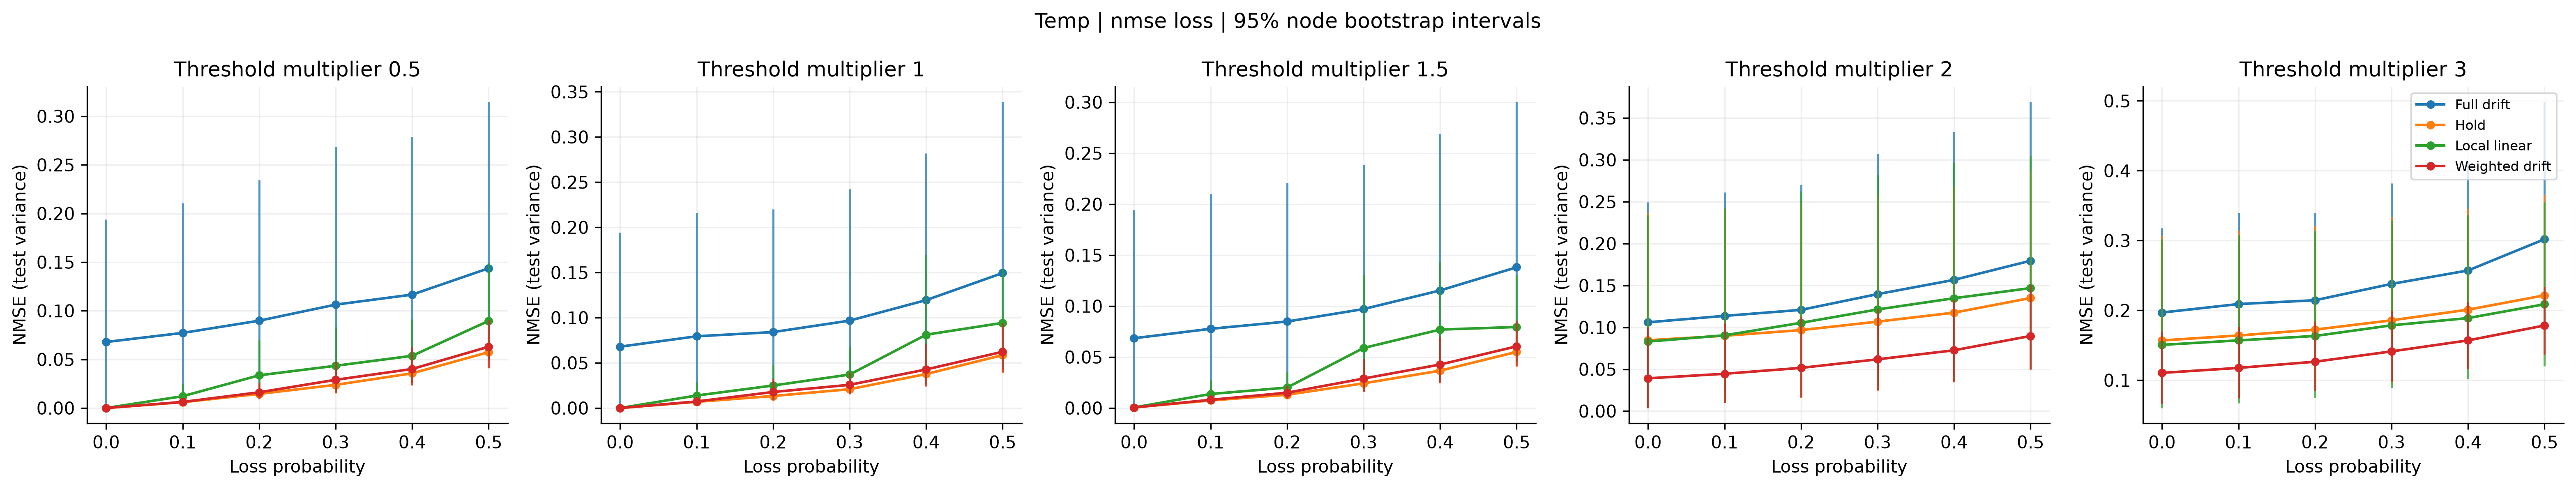 Temp | nmse loss | 95% node bootstrap intervals
Threshold multiplier 0.5
NMSE (test variance)
0.30
0.25
0.20
0.15
0.10
0.05
0.00
0.0 0.1 0.2 0.3 0.4 0.5
Loss probability
Threshold multiplier 1
NMSE (test variance)
0.35
0.30
0.25
0.20
0.15
0.10
0.05
0.00
0.0 0.1 0.2 0.3 0.4 0.5
Loss probability
Threshold multiplier 1.5
NMSE (test variance)
0.30
0.25
0.20
0.15
0.10
0.05
0.00
0.0 0.1 0.2 0.3 0.4 0.5
Loss probability
Threshold multiplier 2
NMSE (test variance)
0.35
0.30
0.25
0.20
0.15
0.10
0.05
0.00
0.0 0.1 0.2 0.3 0.4 0.5
Loss probability
Threshold multiplier 3
NMSE (test variance)
0.5
0.4
0.3
0.2
0.1
0.0 0.1 0.2 0.3 0.4 0.5
Loss probability
Full drift
Hold
Local linear
Weighted drift